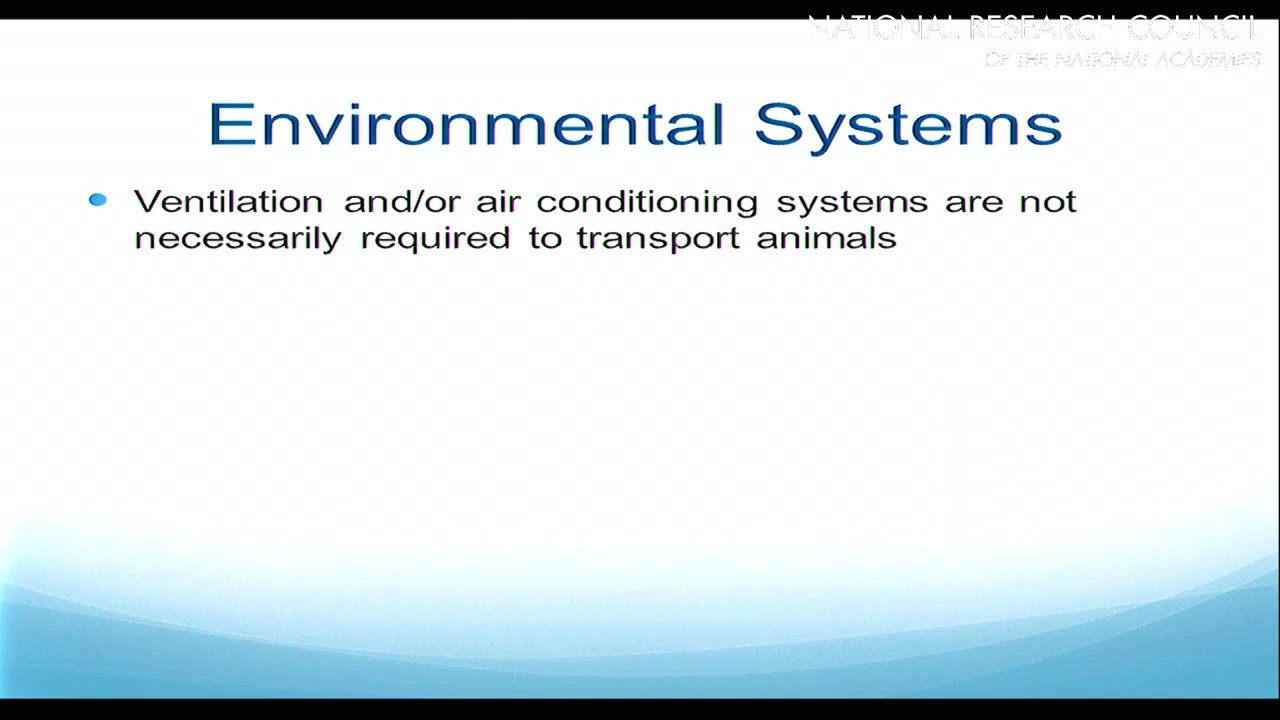 NATIONAL RESEARCH COUNCIL
OF THE NATIONAL ACADEMIES
Environmental Systems
Ventilation and/or air conditioning systems are not
necessarily required to transport animals